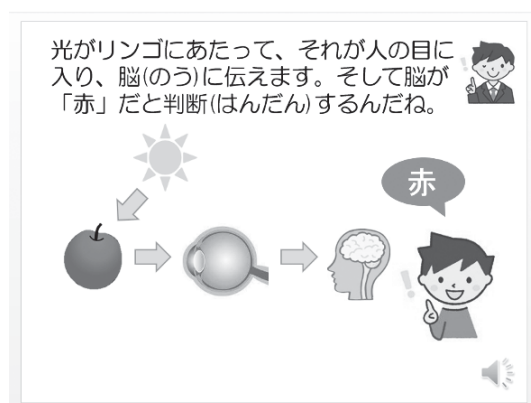 光がリンゴにあたって、それが人の目に
入り、脳(のう)に伝えます。そして脳が
「赤」だと判断(はんだん)するんだね。
赤